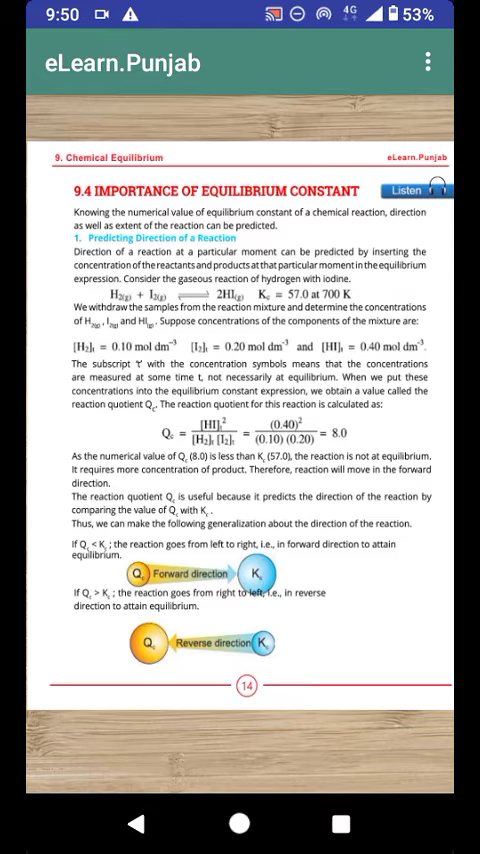 9:50
4G
53%
eLearn.Punjab
9. Chemical Equilibrium
eLearn.Punjab
9.4 IMPORTANCE OF EQUILIBRIUM CONSTANT
Listen
Knowing the numerical value of equilibrium constant of a chemical reaction, direction
as well as extent of the reaction can be predicted.
1. Predicting Direction of a Reaction
Direction of a reaction at a particular moment can be predicted by inserting the
concentration of the reactants and products at that particular moment in the equilibrium
expression. Consider the gaseous reaction of hydrogen with iodine.
H₂(g) + I₂(g) ⇌ 2HI(g) Kc = 57.0 at 700 K
We withdraw the samples from the reaction mixture and determine the concentrations
of H₂(g), I₂(g) and HI(g). Suppose concentrations of the components of the mixture are:
[H₂]t = 0.10 mol dm⁻³ [I₂]t = 0.20 mol dm⁻³ and [HI]t = 0.40 mol dm⁻³.
The subscript 't' with the concentration symbols means that the concentrations
are measured at some time t, not necessarily at equilibrium. When we put these
concentrations into the equilibrium constant expression, we obtain a value called the
reaction quotient Qc. The reaction quotient for this reaction is calculated as:
Qc = [HI]t² / [H₂]t [I₂]t = (0.40)² / (0.10) (0.20) = 8.0
As the numerical value of Qc (8.0) is less than Kc (57.0), the reaction is not at equilibrium.
It requires more concentration of product. Therefore, reaction will move in the forward
direction.
The reaction quotient Qc is useful because it predicts the direction of the reaction by
comparing the value of Qc with Kc.
Thus, we can make the following generalization about the direction of the reaction.
If Qc < Kc ; the reaction goes from left to right, i.e., in forward direction to attain
equilibrium.
Qc Forward direction Kc
If Qc > Kc ; the reaction goes from right to left, i.e., in reverse
direction to attain equilibrium.
Qc Reverse direction Kc
14